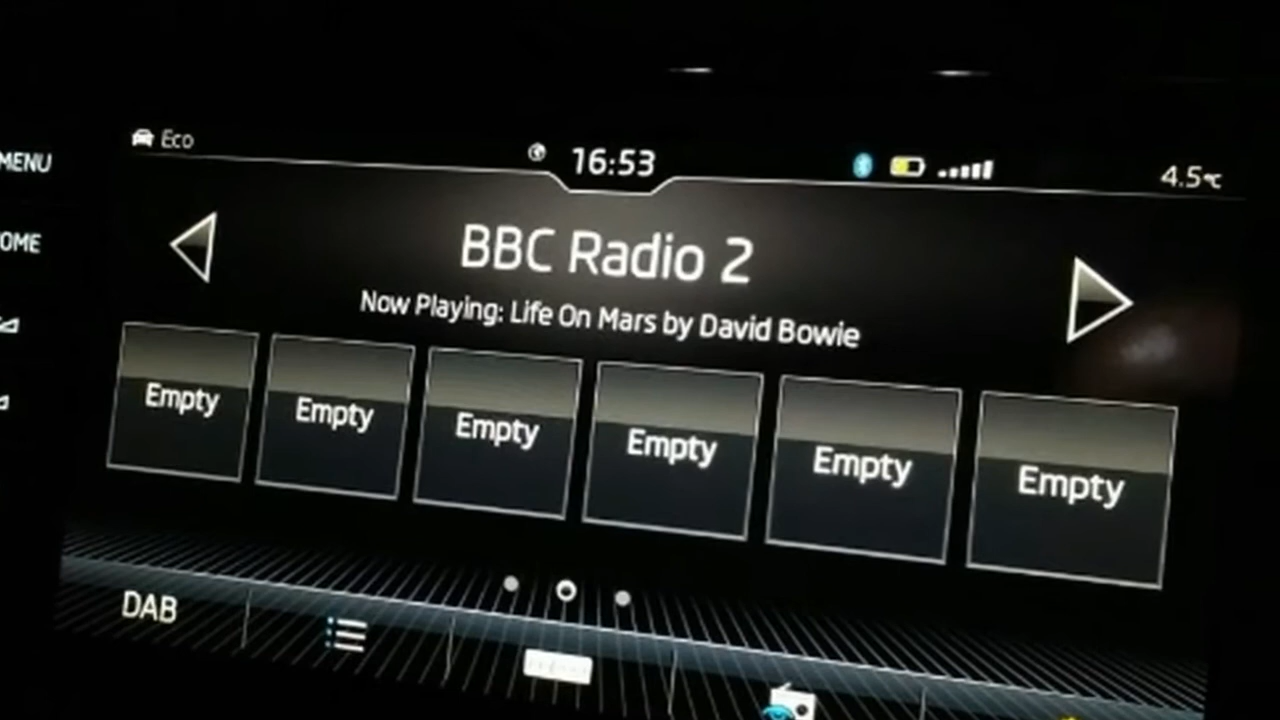 MENU
Eco
16:53
4.5°C
OME
BBC Radio 2
Now Playing: Life On Mars by David Bowie
Empty
Empty
Empty
Empty
Empty
Empty
DAB